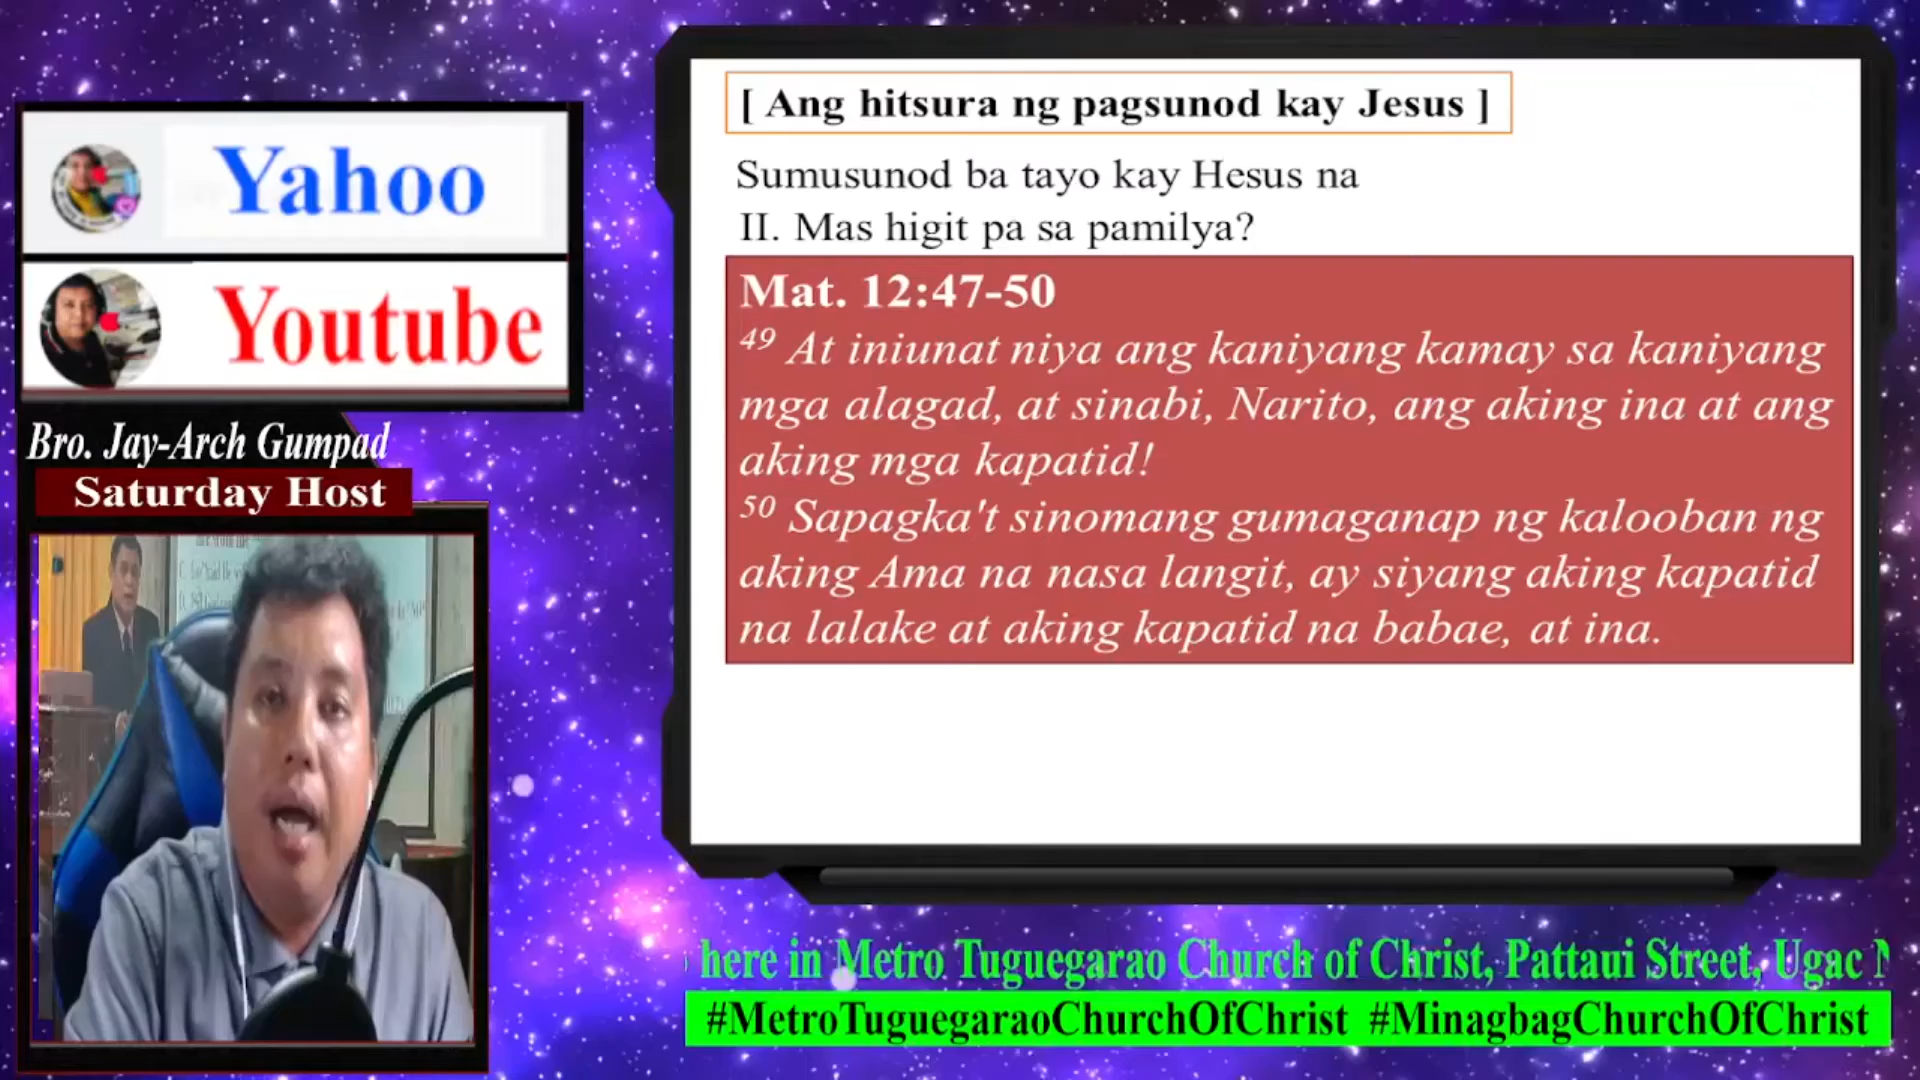 Yahoo
Youtube
Bro. Jay-Arch Gumpad
Saturday Host
[ Ang hitsura ng pagsunod kay Jesus ]
Sumusunod ba tayo kay Hesus na
II. Mas higit pa sa pamilya?
Mat. 12:47-50
49 At iniunat niya ang kaniyang kamay sa kaniyang
mga alagad, at sinabi, Narito, ang aking ina at ang
aking mga kapatid!
50 Sapagka't sinomang gumaganap ng kalooban ng
aking Ama na nasa langit, ay siyang aking kapatid
na lalake at aking kapatid na babae, at ina.
here in Metro Tuguegarao Church of Christ, Pattaui Street, Ugac
#MetroTuguegaraoChurchOfChrist #MinagbagChurchOfChrist